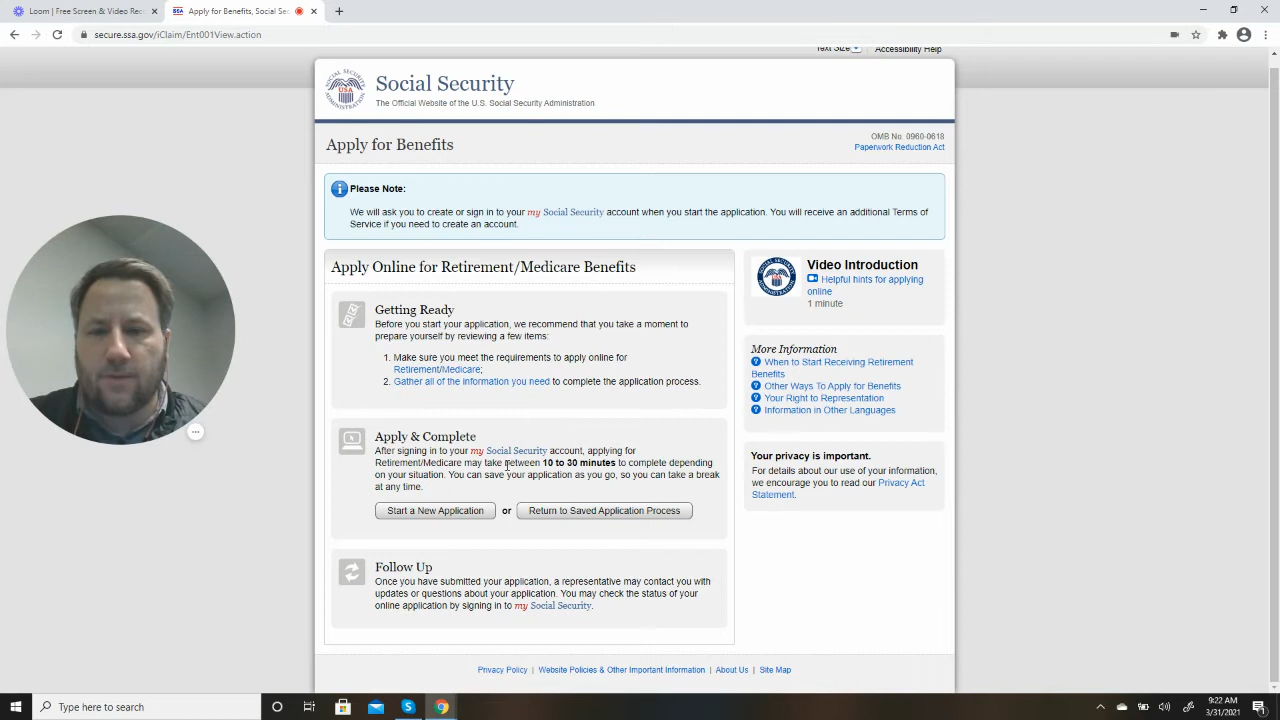 Loom | Free Screen & Video Rec
Apply for Benefits, Social Sec
secure.ssa.gov/iClaim/Ent001View.action
Text Size
Accessibility Help
Social Security
The Official Website of the U.S. Social Security Administration
Apply for Benefits
OMB No. 0960-0618
Paperwork Reduction Act
Please Note:
We will ask you to create or sign in to your my Social Security account when you start the application. You will receive an additional Terms of
Service if you need to create an account.
Apply Online for Retirement/Medicare Benefits
Getting Ready
Before you start your application, we recommend that you take a moment to
prepare yourself by reviewing a few items:
1. Make sure you meet the requirements to apply online for
Retirement/Medicare;
2. Gather all of the information you need to complete the application process.
Apply & Complete
After signing in to your my Social Security account, applying for
Retirement/Medicare may take between 10 to 30 minutes to complete depending
on your situation. You can save your application as you go, so you can take a break
at any time.
Start a New Application or Return to Saved Application Process
Follow Up
Once you have submitted your application, a representative may contact you with
updates or questions about your application. You may check the status of your
online application by signing in to my Social Security.
Video Introduction
Helpful hints for applying
online
1 minute
More Information
When to Start Receiving Retirement
Benefits
Other Ways To Apply for Benefits
Your Right to Representation
Information in Other Languages
Your privacy is important.
For details about our use of your information,
we encourage you to read our Privacy Act
Statement.
Privacy Policy | Website Policies & Other Important Information | About Us | Site Map
Type here to search
9:22 AM
3/31/2021